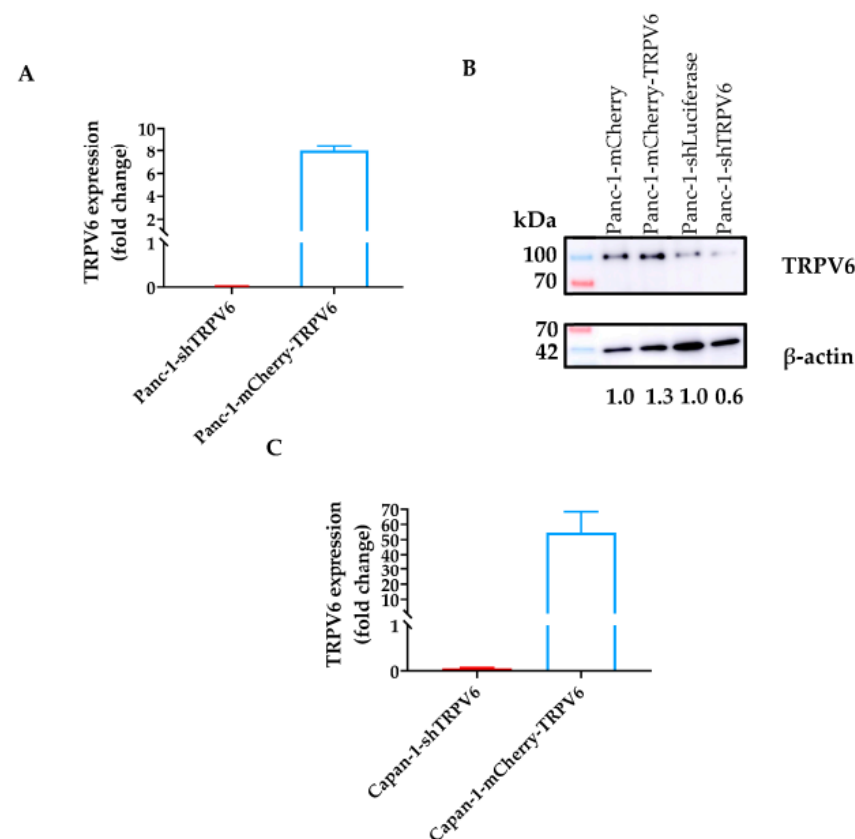 A
TRPV6 expression
(fold change)
10
8
6
4
2
1
0
Panc-1-shTRPV6
Panc-1-mCherry-TRPV6
B
Panc-1-mCherry
Panc-1-mCherry-TRPV6
Panc-1-shLuciferase
Panc-1-shTRPV6
kDa
100
70
TRPV6
70
42
β-actin
1.0 1.3 1.0 0.6
C
TRPV6 expression
(fold change)
70
60
50
40
30
20
10
1
0
Capan-1-shTRPV6
Capan-1-mCherry-TRPV6